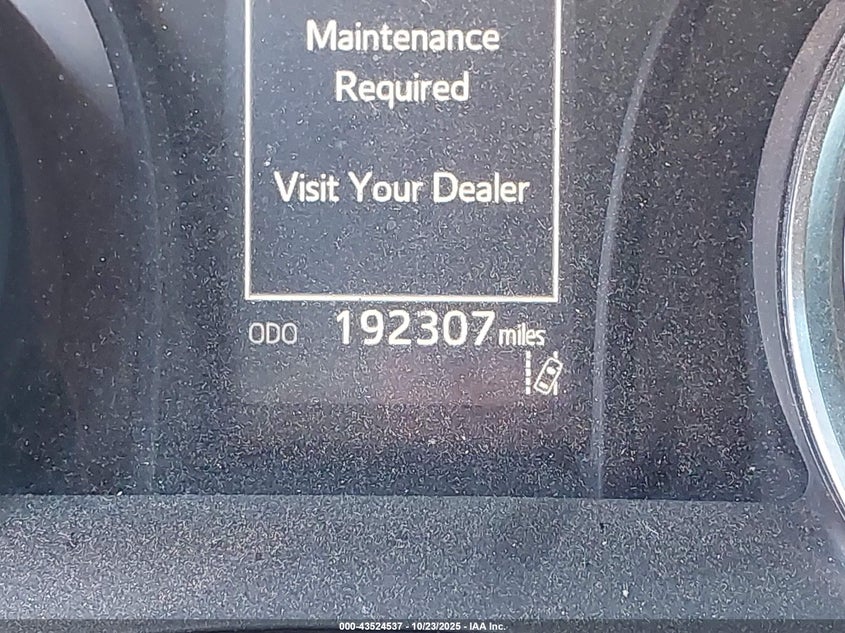 Maintenance
Required
Visit Your Dealer
ODO 192307 miles
000-43524537 - 10/23/2025 - IAA Inc.